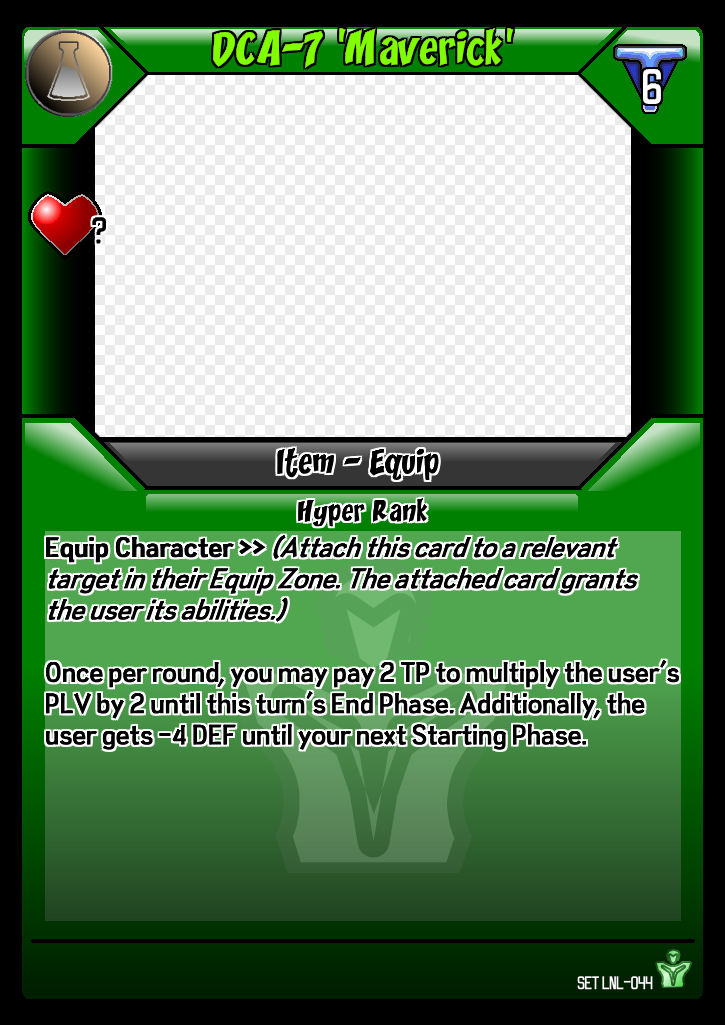 DCA-7 'Maverick'
6
?
Item - Equip
Hyper Rank
Equip Character >> (Attach this card to a relevant
target in their Equip Zone. The attached card grants
the user its abilities.)
Once per round, you may pay 2 TP to multiply the user's
PLV by 2 until this turn's End Phase. Additionally, the
user gets -4 DEF until your next Starting Phase.
SET LNL-044